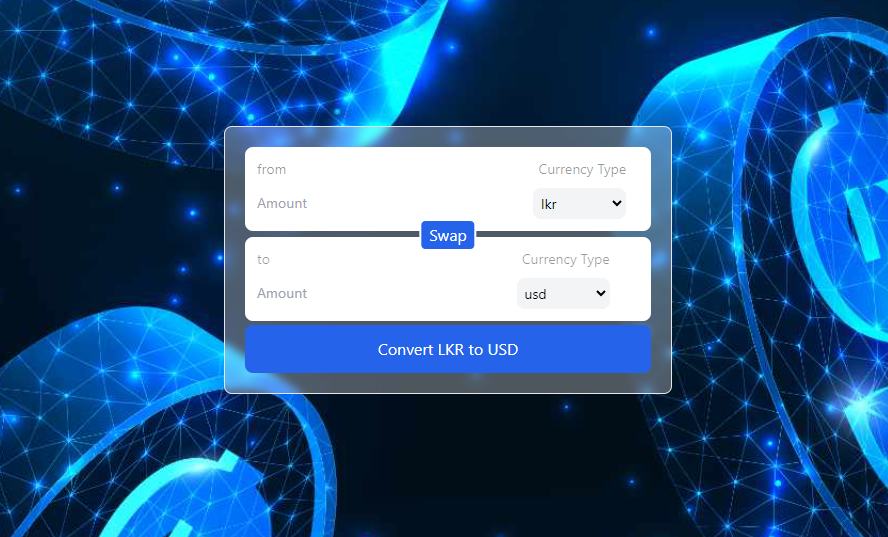 from Currency Type
Amount lkr
Swap
to Currency Type
Amount usd
Convert LKR to USD